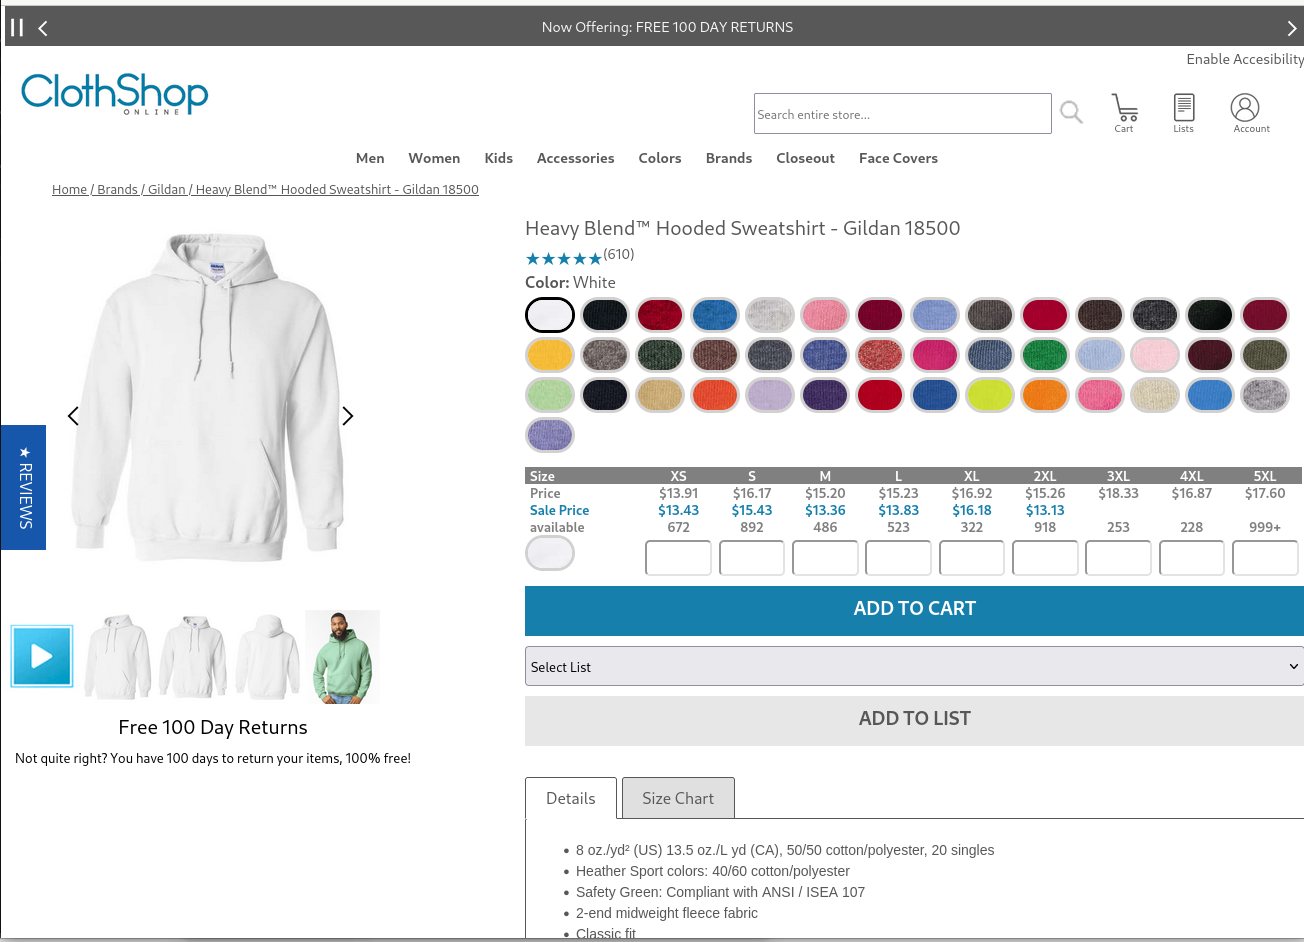 Now Offering: FREE 100 DAY RETURNS
Enable Accesibility
ClothShop
ONLINE
Search entire store...
Cart
Lists
Account
Men Women Kids Accessories Colors Brands Closeout Face Covers
Home / Brands / Gildan / Heavy Blend™ Hooded Sweatshirt - Gildan 18500
Heavy Blend™ Hooded Sweatshirt - Gildan 18500
★★★★★(610)
Color: White
★ REVIEWS
Size XS S M L XL 2XL 3XL 4XL 5XL
Price $13.91 $16.17 $15.20 $15.23 $16.92 $15.26 $18.33 $16.87 $17.60
Sale Price $13.43 $15.43 $13.36 $13.83 $16.18 $13.13
available 672 892 486 523 322 918 253 228 999+
ADD TO CART
Select List
ADD TO LIST
Free 100 Day Returns
Not quite right? You have 100 days to return your items, 100% free!
Details
Size Chart
• 8 oz./yd² (US) 13.5 oz./L yd (CA), 50/50 cotton/polyester, 20 singles
• Heather Sport colors: 40/60 cotton/polyester
• Safety Green: Compliant with ANSI / ISEA 107
• 2-end midweight fleece fabric
• Classic fit